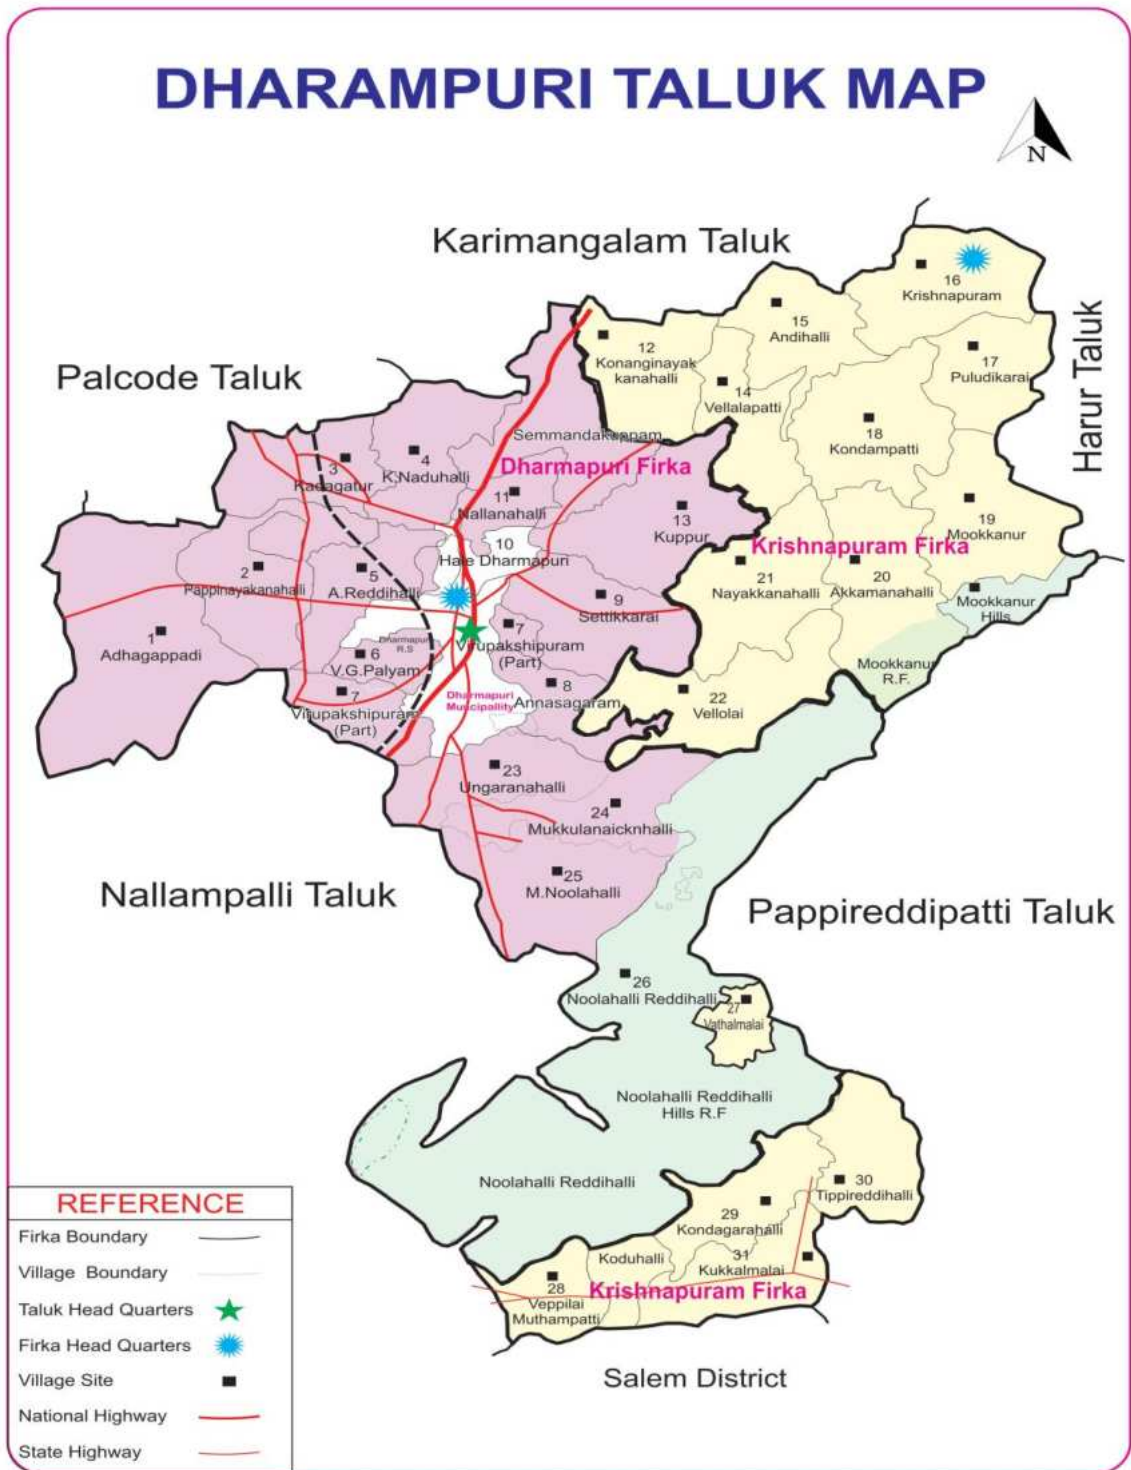 DHARAMPURI TALUK MAP
N
Karimangalam Taluk
Palcode Taluk
Harur Taluk
16
Krishnapuram
15
Andihalli
12
Konanginayak
kanahalli
17
Puludikarai
14
Vellalapatti
18
Kondampatti
Semmandakuppam
Dharmapuri Firka
3
Kadagatur
4
K.Naduhalli
11
Nallanahalli
13
Kuppur
19
Mookkanur
Krishnapuram Firka
10
Hale Dharmapuri
2
Pappinayakanahalli
5
A.Reddihalli
21
Nayakkanahalli
20
Akkamanahalli
Mookkanur
Hills
9
Settikkarai
1
Adhagappadi
Dharmapuri
R.S
6
V.G.Palyam
7
Virupakshipuram
(Part)
Mookkanur
R.F.
8
Annasagaram
7
Virupakshipuram
(Part)
Dharmapuri
Muncipallity
22
Vellolai
23
Ungaranahalli
24
Mukkulanaicknhalli
25
M.Noolahalli
Nallampalli Taluk
Pappireddipatti Taluk
26
Noolahalli Reddihalli
27
Vathalmalai
Noolahalli Reddihalli
Hills R.F
Noolahalli Reddihalli
30
Tippireddihalli
29
Kondagarahalli
31
Kukkalmalai
Koduhalli
Krishnapuram Firka
28
Veppilai
Muthampatti
Salem District
REFERENCE
Firka Boundary
Village Boundary
Taluk Head Quarters
Firka Head Quarters
Village Site
National Highway
State Highway